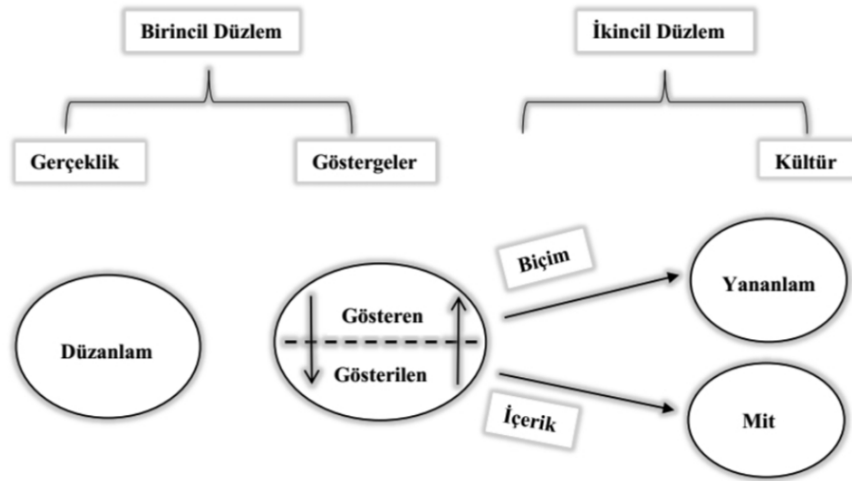 Birincil Düzlem
İkincil Düzlem
Gerçeklik
Göstergeler
Kültür
Düzanlam
Gösteren
Gösterilen
Biçim
İçerik
Yananlam
Mit